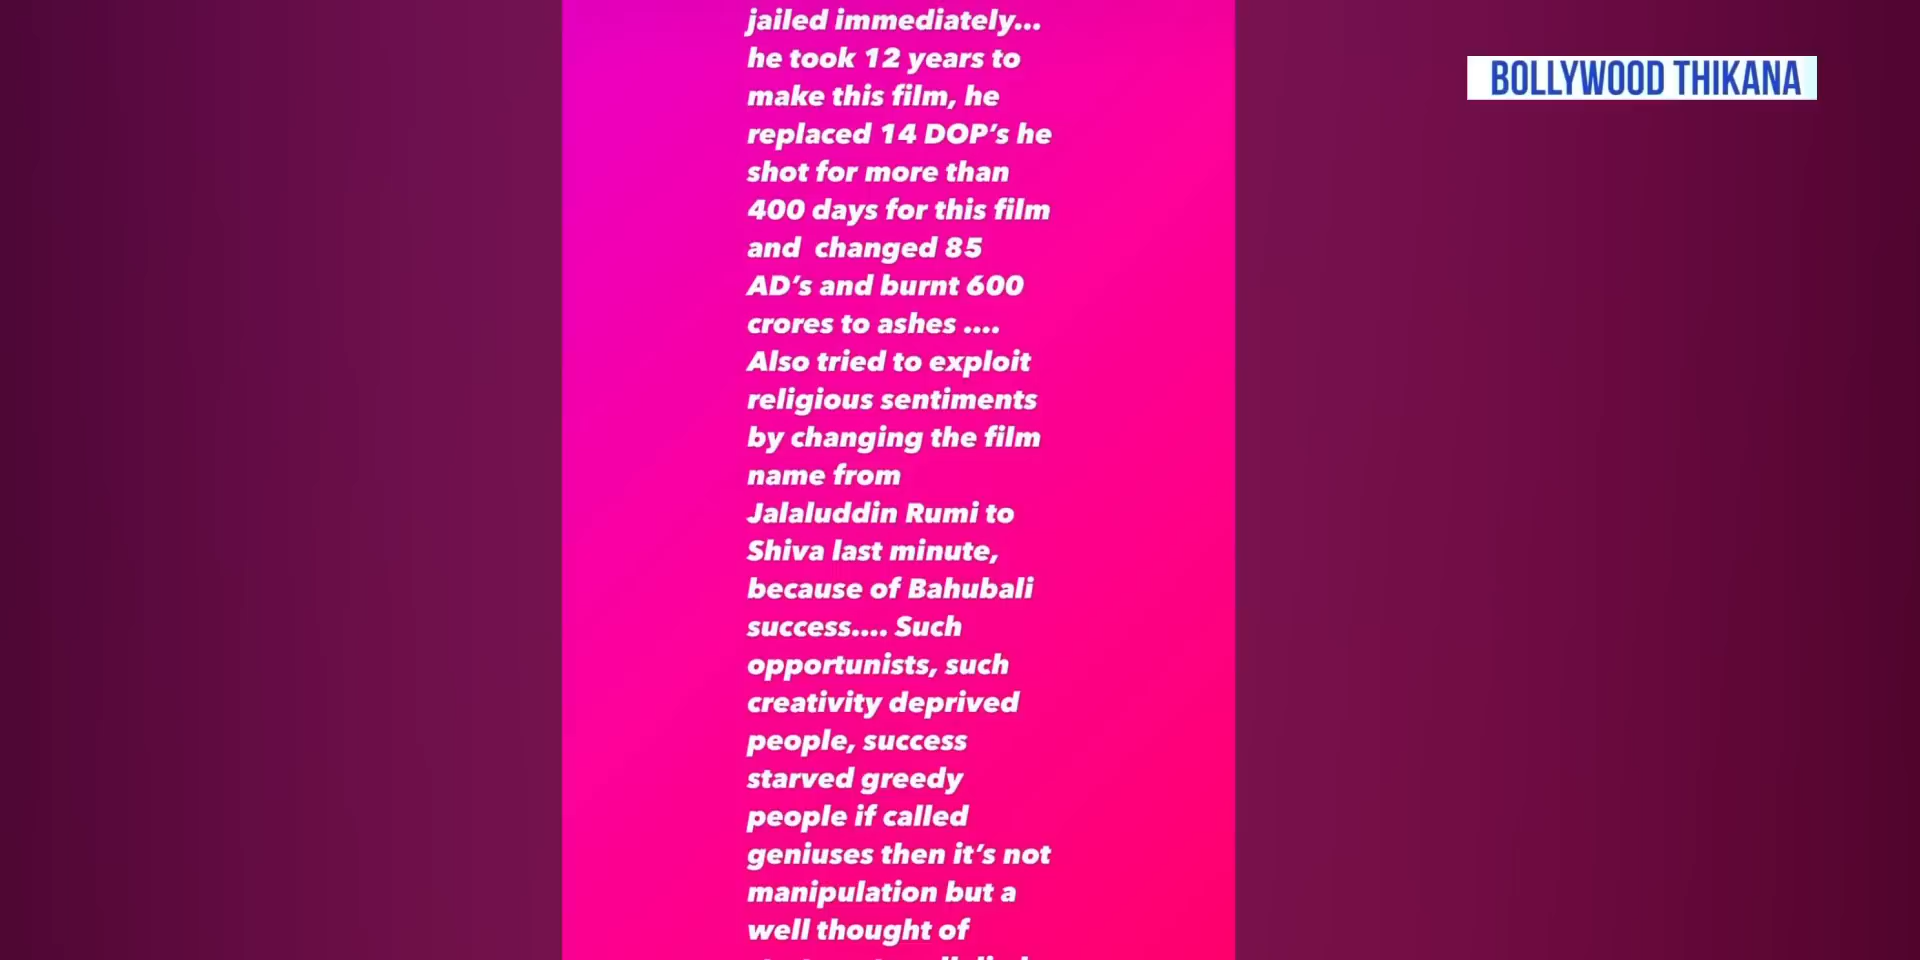 jailed immediately...
he took 12 years to
make this film, he
replaced 14 DOP's he
shot for more than
400 days for this film
and changed 85
AD's and burnt 600
crores to ashes ....
Also tried to exploit
religious sentiments
by changing the film
name from
Jalaluddin Rumi to
Shiva last minute,
because of Bahubali
success.... Such
opportunists, such
creativity deprived
people, success
starved greedy
people if called
geniuses then it's not
manipulation but a
well thought of
BOLLYWOOD THIKANA